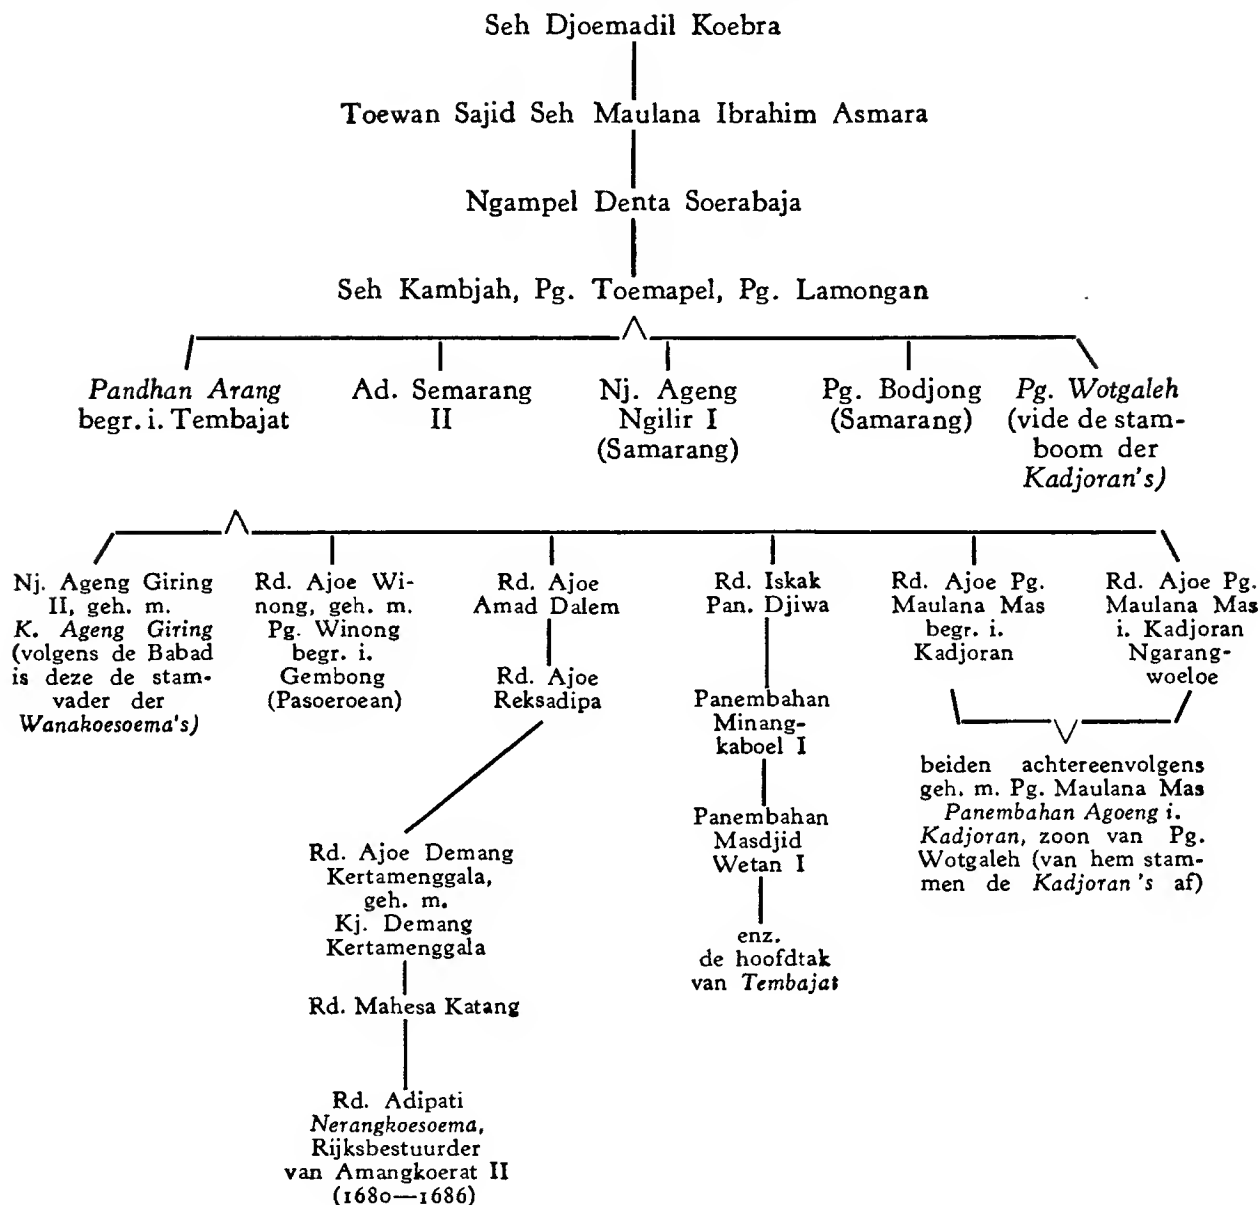 Seh Djoemadil Koebra
Toewan Sajid Seh Maulana Ibrahim Asmara
Ngampel Denta Soerabaja
Seh Kambjah, Pg. Toemapel, Pg. Lamongan
Pandhan Arang
begr. i. Tembajat
Ad. Semarang
II
Nj. Ageng
Ngilir I
(Samarang)
Pg. Bodjong
(Samarang)
Pg. Wotgaleh
(vide de stam-
boom der
Kadjoran's)
Nj. Ageng Giring
II, geh. m.
K. Ageng Giring
(volgens de Babad
is deze de stam-
vader der
Wanakoesoema's)
Rd. Ajoe Wi-
nong, geh. m.
Pg. Winong
begr. i.
Gembong
(Pasoeroean)
Rd. Ajoe
Amad Dalem
Rd. Ajoe
Reksadipa
Rd. Ajoe Demang
Kertamenggala,
geh. m.
Kj. Demang
Kertamenggala
Rd. Mahesa Katang
Rd. Adipati
Nerangkoesoema,
Rijksbestuurder
van Amangkoerat II
(1680—1686)
Rd. Iskak
Pan. Djiwa
Panembahan
Minang-
kaboel I
Panembahan
Masdjid
Wetan I
enz.
de hoofdtak
van Tembajat
Rd. Ajoe Pg.
Maulana Mas
begr. i.
Kadjoran
Rd. Ajoe Pg.
Maulana Mas
i. Kadjoran
Ngarang-
woeloe
beiden achtereenvolgens
geh. m. Pg. Maulana Mas
Panembahan Agoeng i.
Kadjoran, zoon van Pg.
Wotgaleh (van hem stam-
men de Kadjoran's af)